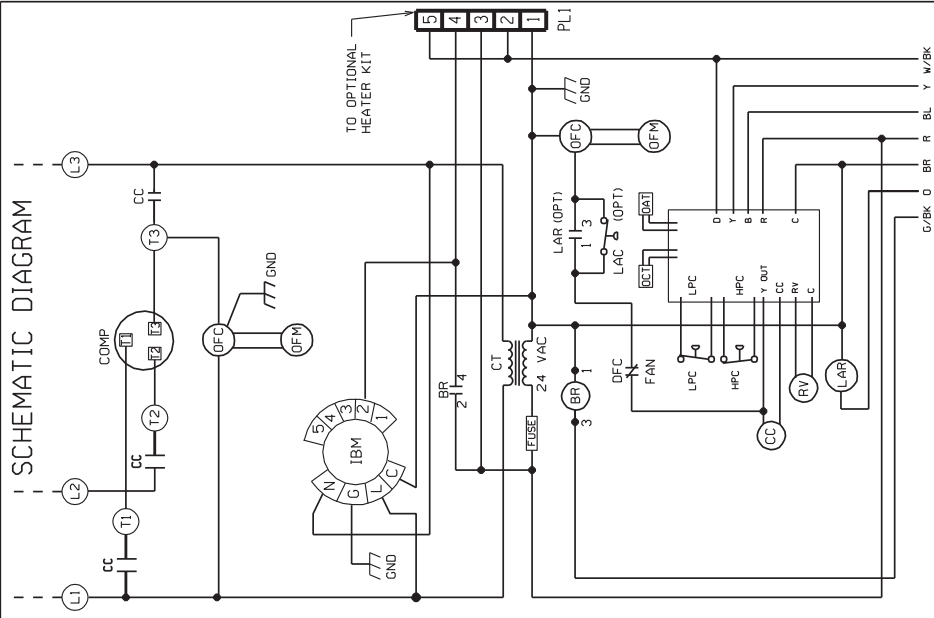 SCHEMATIC DIAGRAM
L1
L2
L3
CC
T1
CC
T2
T3
CC
COMP
T1
T2
T3
OFC
OFM
GND
5
4
3
2
1
IBM
N
G
L
C
GND
TO OPTIONAL
HEATER KIT
5
4
3
2
1
PL1
GND
BR
2
4
CT
24 VAC
FUSE
OFC
OFM
LAR (OPT)
1
3
LAC (OPT)
BR
1
3
DFC
FAN
OAT
OCT
D
Y
B
R
C
LPC
HPC
Y OUT
CC
RV
C
LPC
HPC
CC
RV
LAR
W/BK
Y
BL
R
BR
O
G/BK